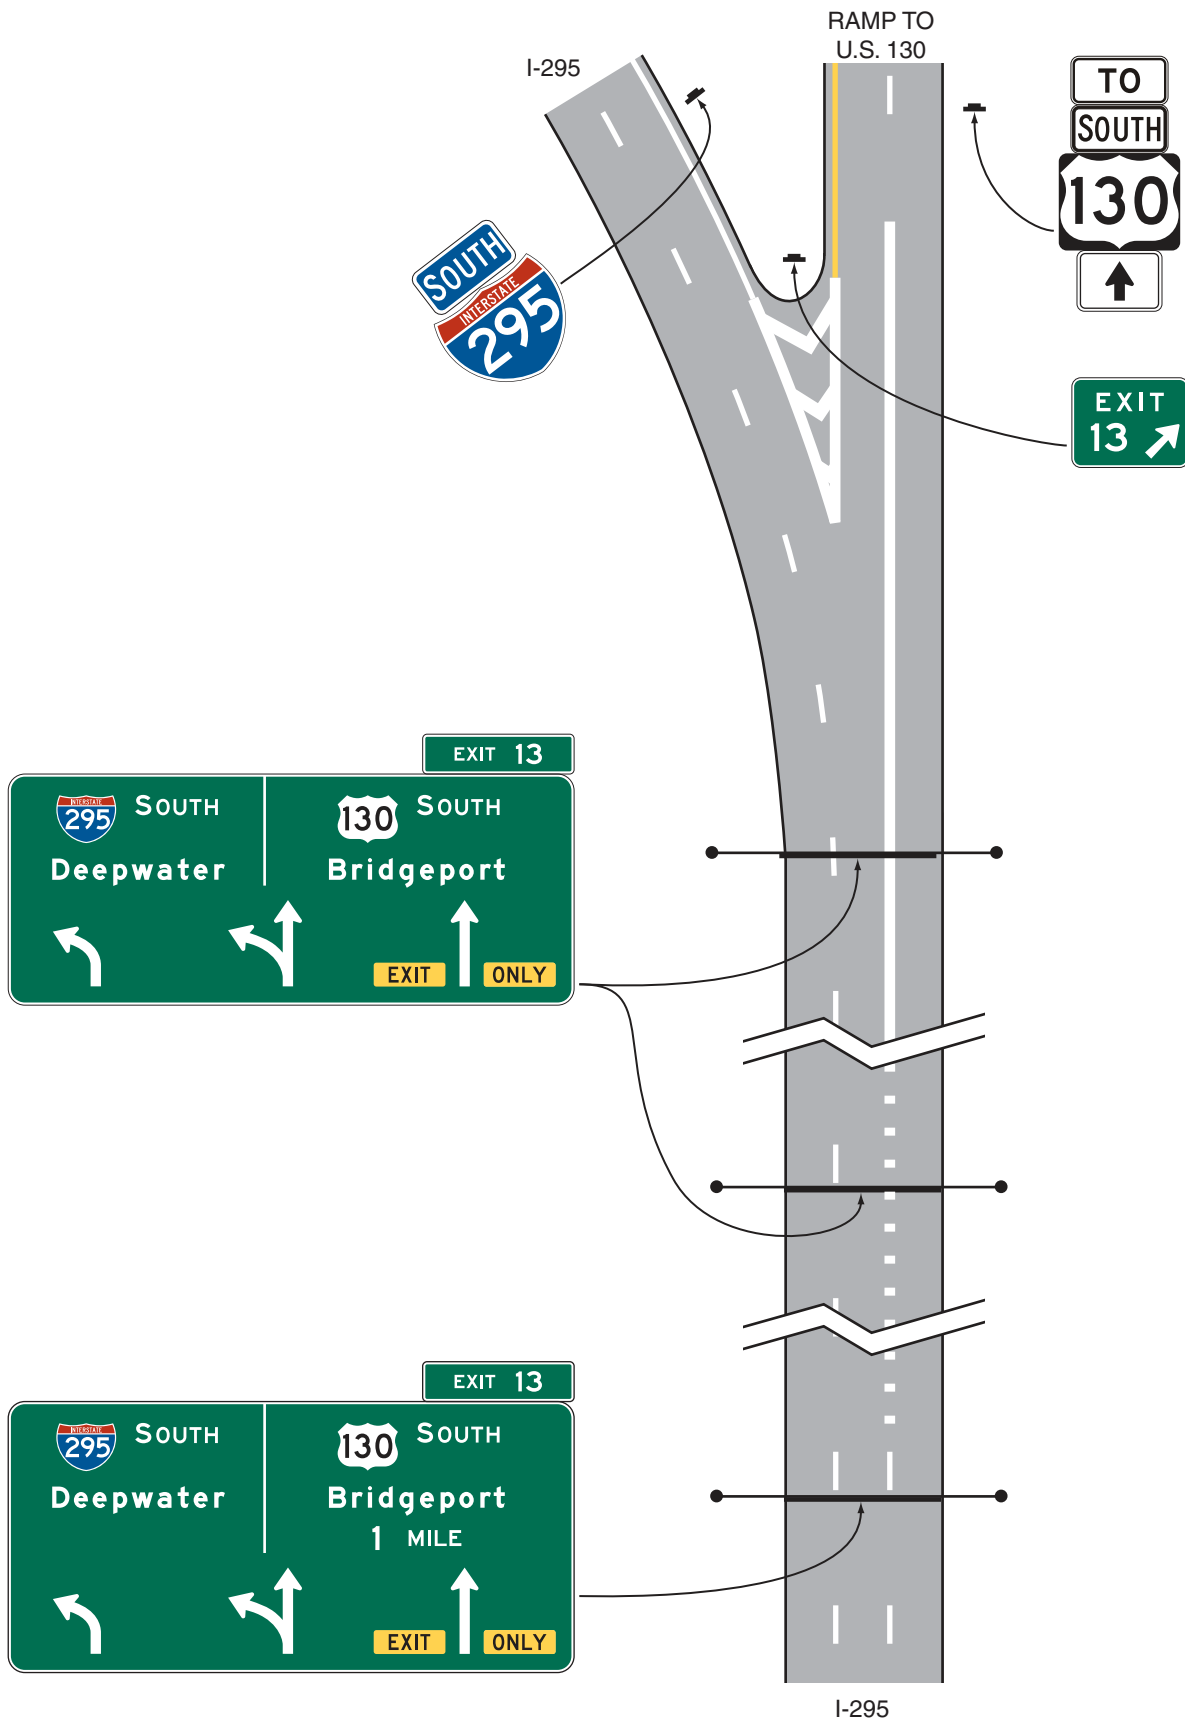 RAMP TO
U.S. 130
I-295
TO
SOUTH
130
SOUTH
INTERSTATE
295
EXIT
13
EXIT 13
INTERSTATE
295 SOUTH
130 SOUTH
Deepwater
Bridgeport
EXIT ONLY
EXIT 13
INTERSTATE
295 SOUTH
130 SOUTH
Deepwater
Bridgeport
1 MILE
EXIT ONLY
I-295